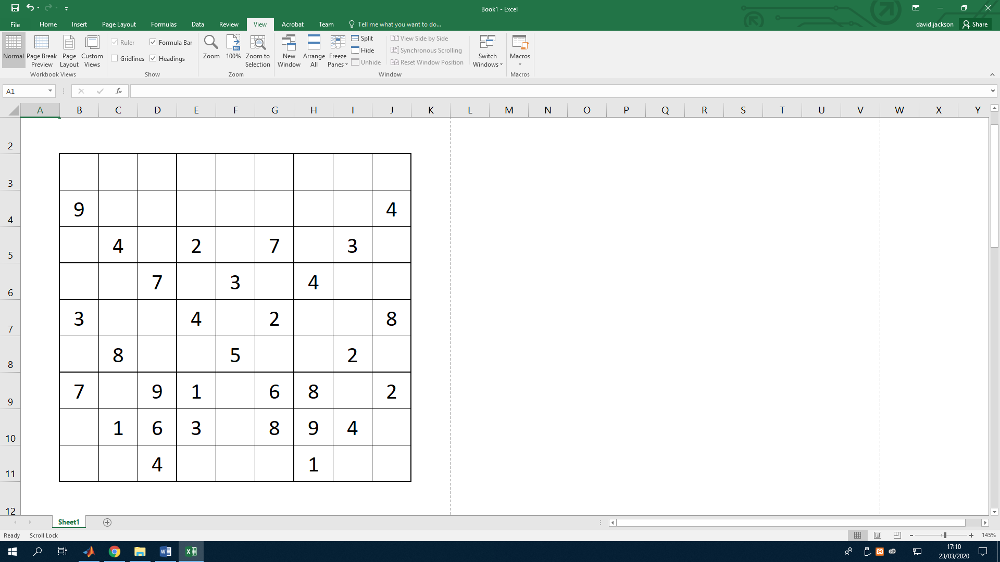 Book1 - Excel
File Home Insert Page Layout Formulas Data Review View Acrobat Team Tell me what you want to do... david.jackson Share
Normal Page Break Preview Page Layout Custom Views
Workbook Views
Ruler Formula Bar
Gridlines Headings
Show
Zoom 100% Zoom to Selection
100
Zoom
New Window Arrange All Freeze Panes
Split
Hide
Unhide
View Side by Side
Synchronous Scrolling
Reset Window Position
Switch Windows
Window
Macros
Macros
A1 fx
A B C D E F G H I J K L M N O P Q R S T U V W X Y
2
3
4 9 4
5 4 2 7 3
6 7 3 4
7 3 4 2 8
8 8 5 2
9 7 9 1 6 8 2
10 1 6 3 8 9 4
11 4 1
12
Sheet1
Ready Scroll Lock 145%
17:10
23/03/2020